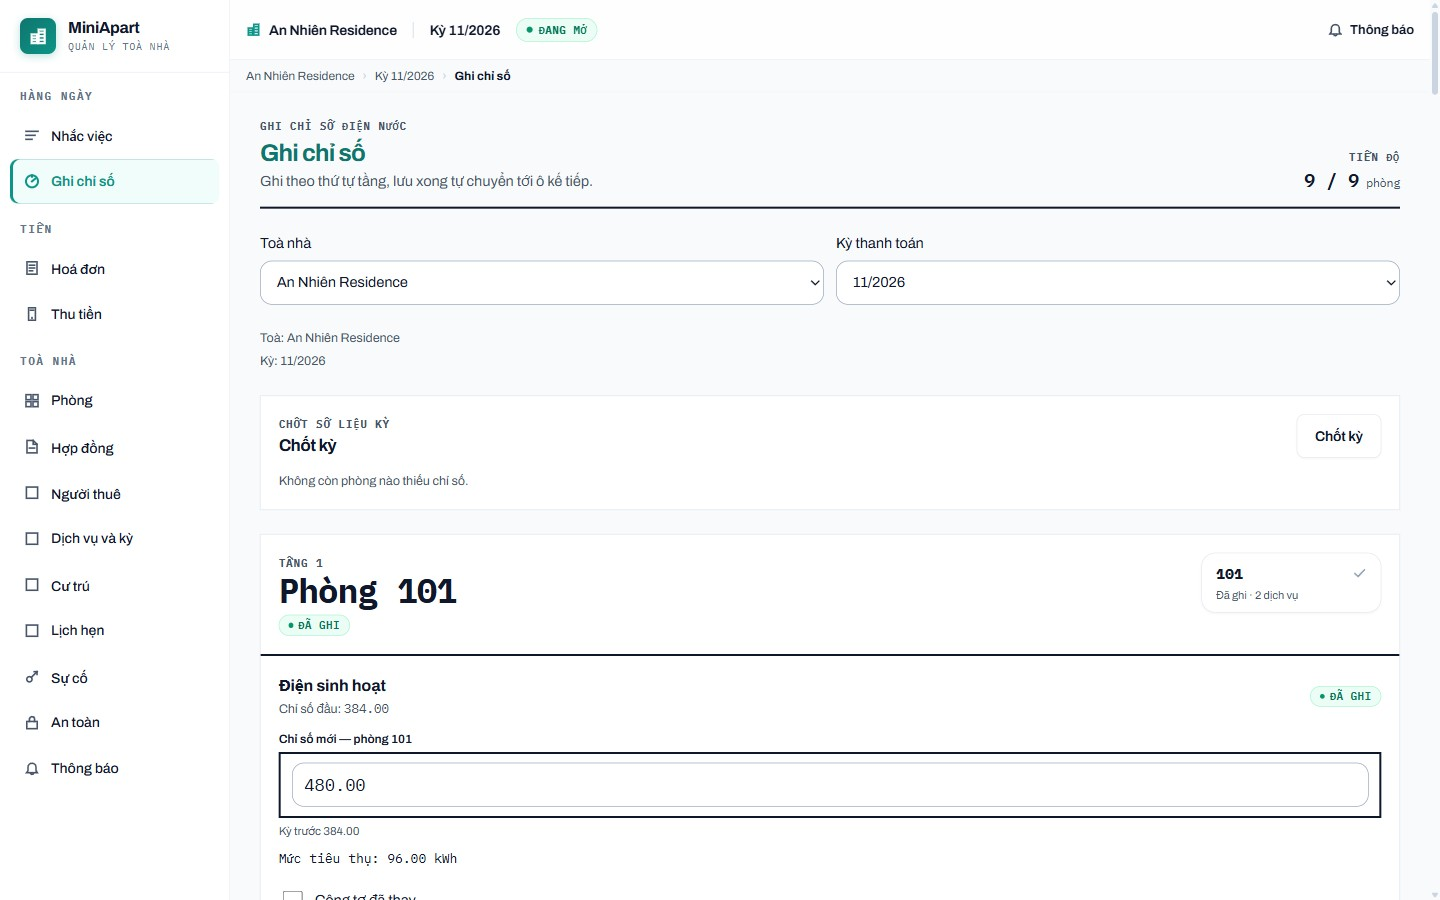 MiniApart
QUẢN LÝ TOÀ NHÀ
HÀNG NGÀY
Nhắc việc
Ghi chỉ số
TIỀN
Hoá đơn
Thu tiền
TOÀ NHÀ
Phòng
Hợp đồng
Người thuê
Dịch vụ và kỳ
Cư trú
Lịch hẹn
Sự cố
An toàn
Thông báo
An Nhiên Residence
Kỳ 11/2026
ĐANG MỞ
Thông báo
An Nhiên Residence › Kỳ 11/2026 › Ghi chỉ số
GHI CHỈ SỐ ĐIỆN NƯỚC
Ghi chỉ số
Ghi theo thứ tự tầng, lưu xong tự chuyển tới ô kế tiếp.
TIẾN ĐỘ
9 / 9 phòng
Toà nhà
An Nhiên Residence
Kỳ thanh toán
11/2026
Toà: An Nhiên Residence
Kỳ: 11/2026
CHỐT SỐ LIỆU KỲ
Chốt kỳ
Không còn phòng nào thiếu chỉ số.
Chốt kỳ
TẦNG 1
Phòng 101
ĐÃ GHI
101
Đã ghi · 2 dịch vụ
Điện sinh hoạt
Chỉ số đầu: 384.00
ĐÃ GHI
Chỉ số mới — phòng 101
480.00
Kỳ trước 384.00
Mức tiêu thụ: 96.00 kWh
Công tơ đã thay